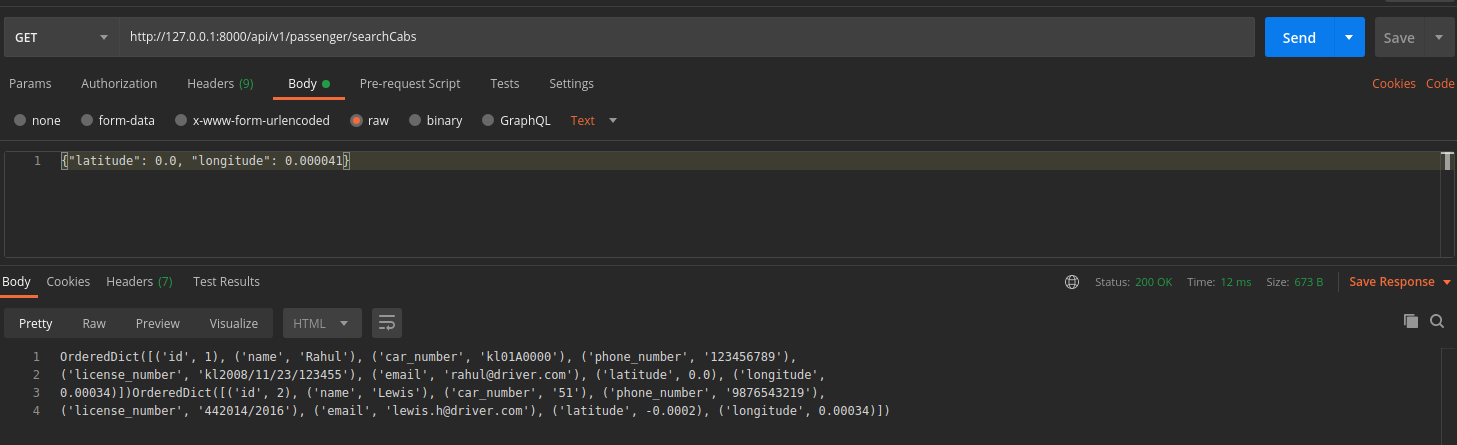 GET http://127.0.0.1:8000/api/v1/passenger/searchCabs Send Save
Params Authorization Headers (9) Body Pre-request Script Tests Settings Cookies Code
none form-data x-www-form-urlencoded raw binary GraphQL Text
1 {"latitude": 0.0, "longitude": 0.000041}
Body Cookies Headers (7) Test Results Status: 200 OK Time: 12 ms Size: 673 B Save Response
Pretty Raw Preview Visualize HTML
1 OrderedDict([('id', 1), ('name', 'Rahul'), ('car_number', 'kl01A0000'), ('phone_number', '123456789'),
2 ('license_number', 'kl2008/11/23/123455'), ('email', 'rahul@driver.com'), ('latitude', 0.0), ('longitude',
3 0.00034)])OrderedDict([('id', 2), ('name', 'Lewis'), ('car_number', '51'), ('phone_number', '9876543219'),
4 ('license_number', '442014/2016'), ('email', 'lewis.h@driver.com'), ('latitude', -0.0002), ('longitude', 0.00034)])